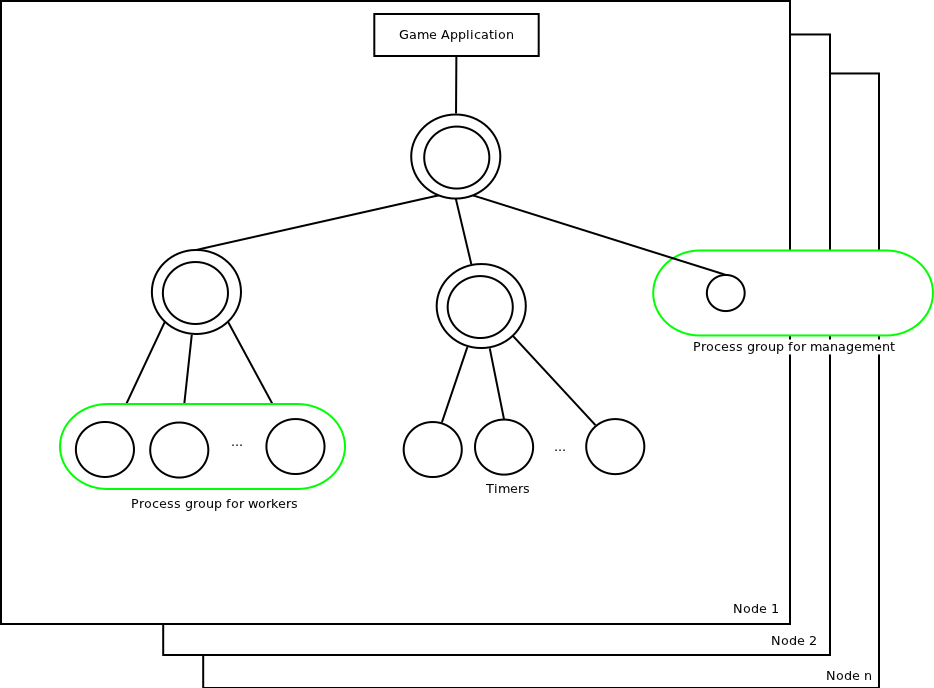 Game Application
Process group for management
...
...
Timers
Process group for workers
Node 1
Node 2
Node n